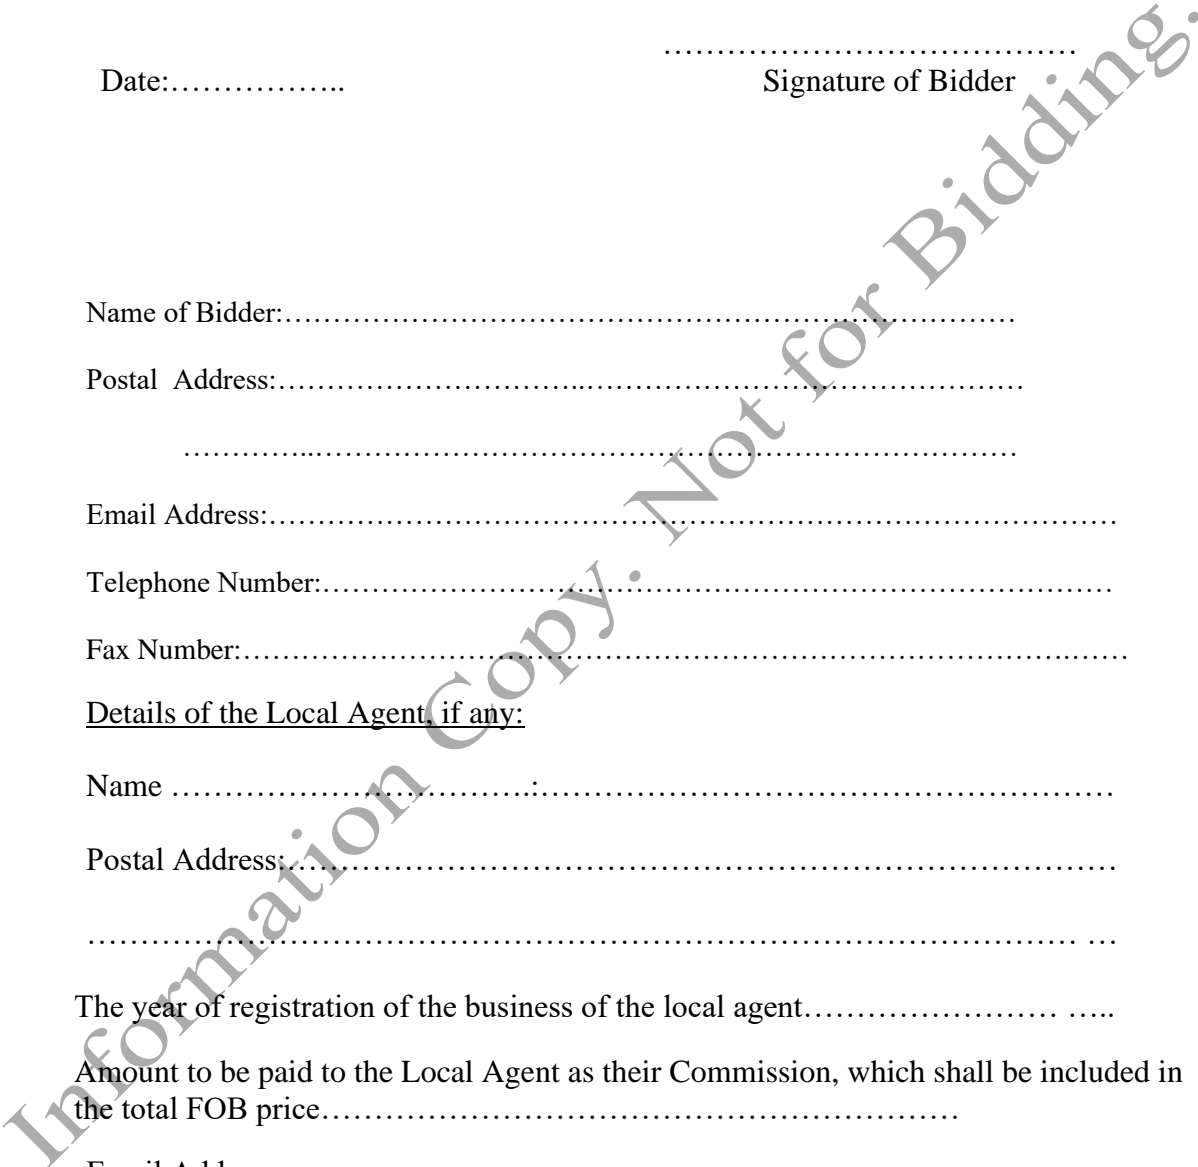 ……………………………………
Date:……………..
Signature of Bidder
Name of Bidder:………………………………………………………………………
Postal  Address:…………………………..…………………………………………
…………...…………………………………………………………………
Email Address:…………………………………………………………………………………
Telephone Number:……………………….……………………………………………………
Fax Number:……………………………………………………………………………….……
Details of the Local Agent, if any:
Name ……………………………….:……………………………………………………
Postal Address:……………………………………………………………………………
…………………………………………………………………………………………… …
The year of registration of the business of the local agent…………………… …..
Amount to be paid to the Local Agent as their Commission, which shall be included in
the total FOB price…………………………………………………………
Information Copy. Not for Bidding.